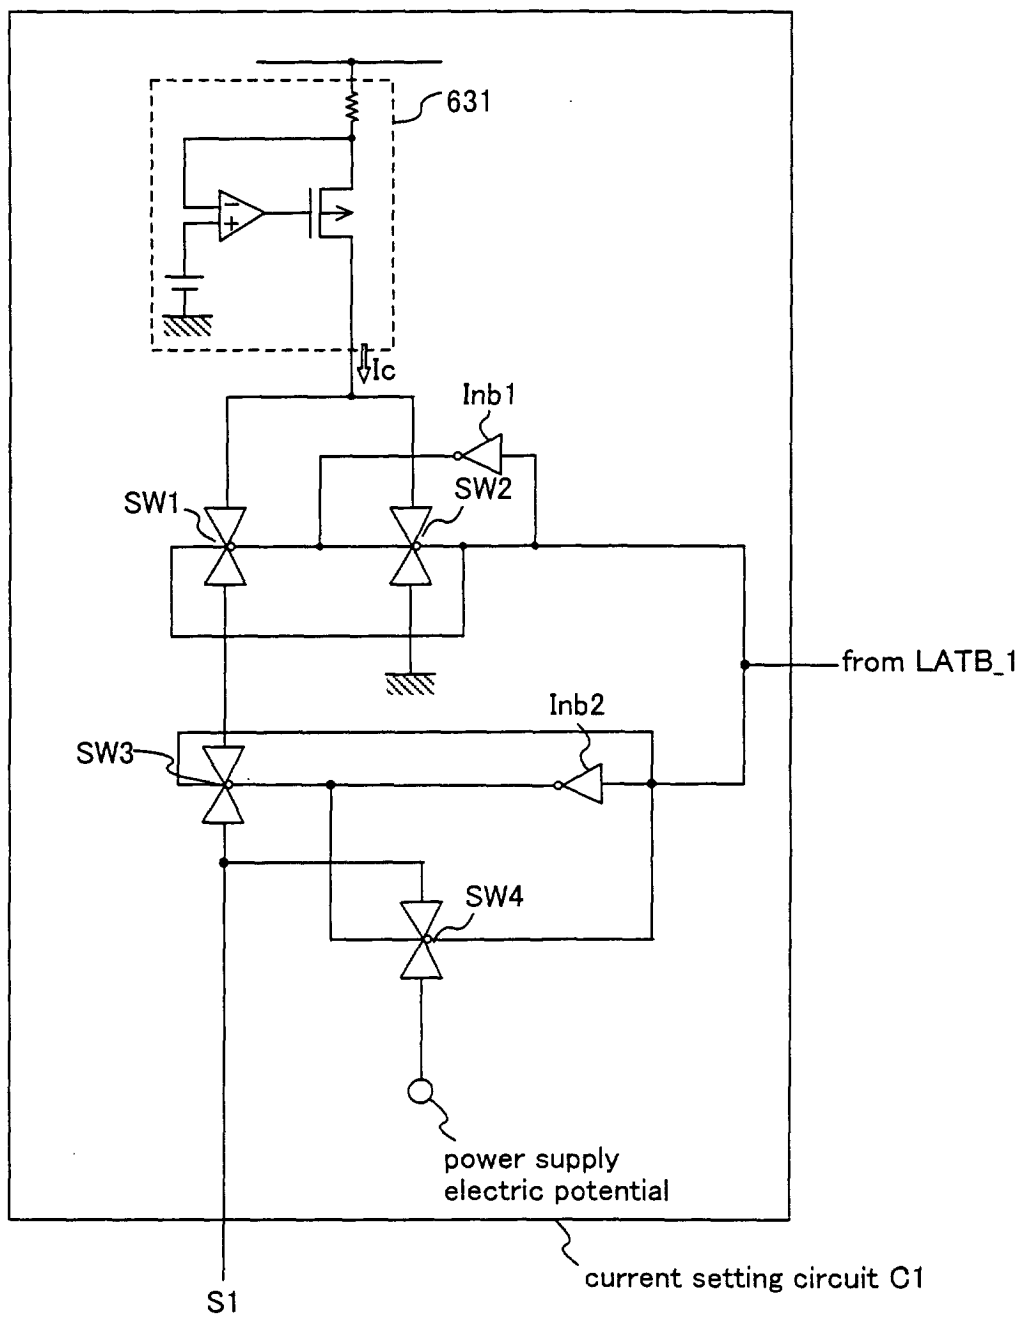 631
−
+
Ic
Inb1
SW1
SW2
from LATB_1
Inb2
SW3
SW4
power supply
electric potential
current setting circuit C1
S1